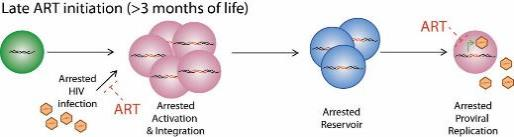 Late ART initiation (>3 months of life)
ART
Arrested
HIV
infection
ART
Arrested
Activation
& Integration
Arrested
Reservoir
Arrested
Proviral
Replication